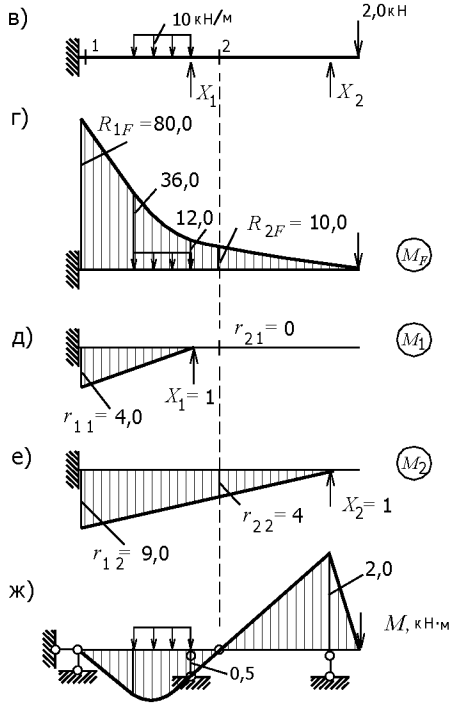 в)
10 кН/м
2,0кН
1
2
X1
X2
г)
R1F = 80,0
36,0
12,0
R2F = 10,0
MF
д)
r21 = 0
M1
r11 = 4,0
X1 = 1
е)
M2
r22 = 4
X2 = 1
r12 = 9,0
ж)
2,0
M, кН·м
0,5